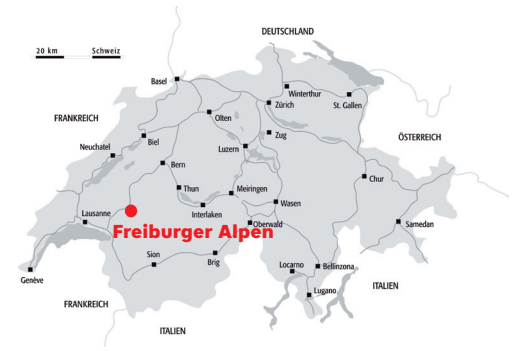 DEUTSCHLAND
20 km Schweiz
Basel
Winterthur
Zürich
St. Gallen
FRANKREICH
Olten
Zug
ÖSTERREICH
Biel
Luzern
Neuchatel
Bern
Chur
Thun
Meiringen
Wasen
Interlaken
Lausanne
Oberwald
Samedan
Freiburger Alpen
Sion
Brig
Locarno
Bellinzona
Genève
Lugano
ITALIEN
FRANKREICH
ITALIEN